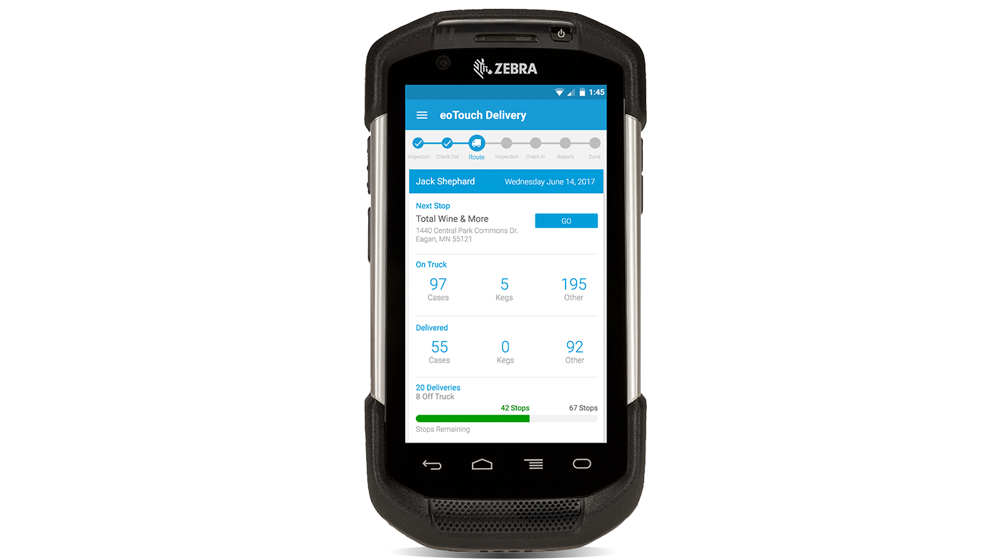 ZEBRA
1:45
eoTouch Delivery
Inspection Check Out Route Inspection Check In Reports Done
Jack Shephard Wednesday June 14, 2017
Next Stop
Total Wine & More
GO
1440 Central Park Commons Dr.
Eagan, MN 55121
On Truck
97 5 195
Cases Kegs Other
Delivered
55 0 92
Cases Kegs Other
20 Deliveries
8 Off Truck
42 Stops 67 Stops
Stops Remaining